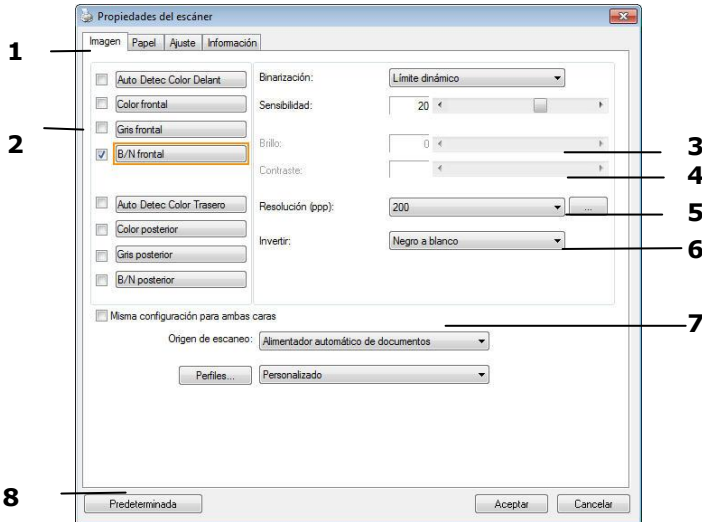 Propiedades del escáner
1
Imagen Papel Ajuste Información
Auto Detec Color Delant
Color frontal
2
Gris frontal
B/N frontal
Auto Detec Color Trasero
Color posterior
Gris posterior
B/N posterior
Binarización: Límite dinámico
Sensibilidad: 20
Brillo: 0
3
Contraste:
4
Resolución (ppp): 200 ...
5
Invertir: Negro a blanco
6
Misma configuración para ambas caras
7
Origen de escaneo: Alimentador automático de documentos
Perfiles... Personalizado
8
Predeterminada Aceptar Cancelar